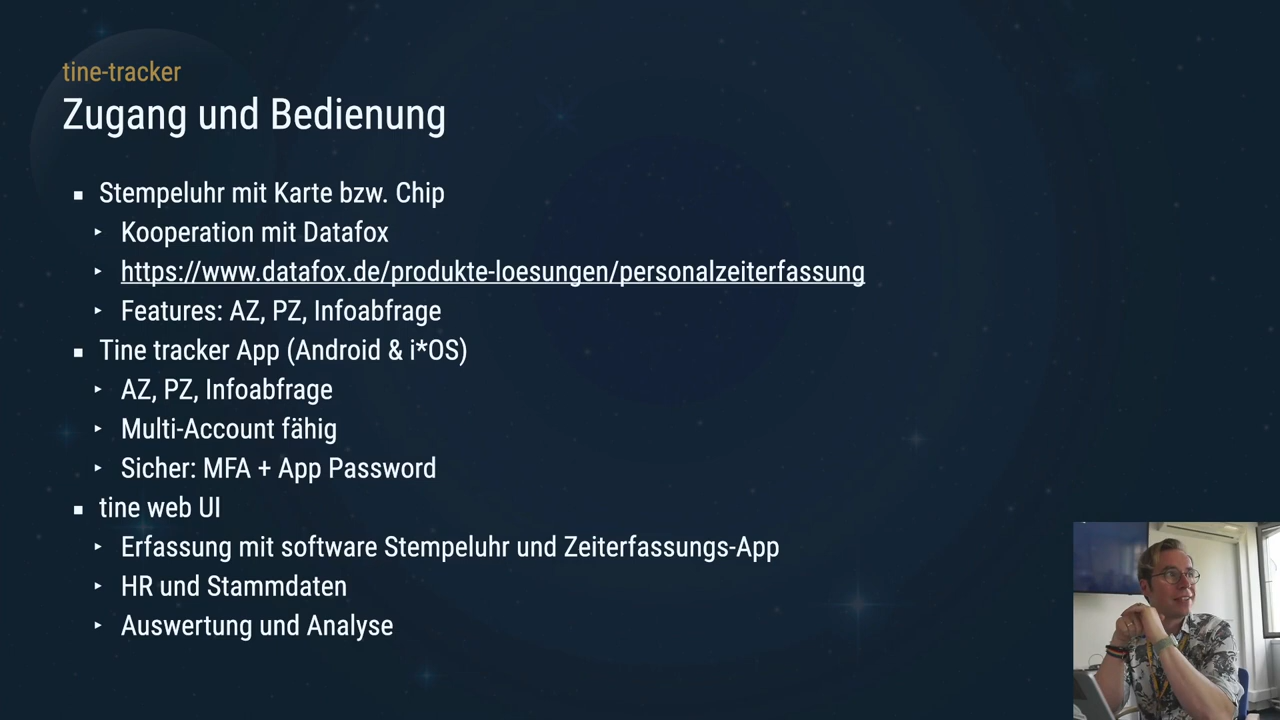 tine-tracker
Zugang und Bedienung
Stempeluhr mit Karte bzw. Chip
Kooperation mit Datafox
https://www.datafox.de/produkte-loesungen/personalzeiterfassung
Features: AZ, PZ, Infoabfrage
Tine tracker App (Android & i*OS)
AZ, PZ, Infoabfrage
Multi-Account fähig
Sicher: MFA + App Password
tine web UI
Erfassung mit software Stempeluhr und Zeiterfassungs-App
HR und Stammdaten
Auswertung und Analyse